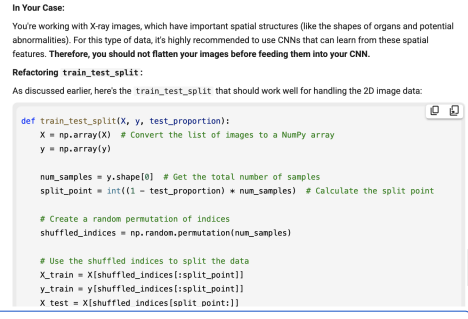 In Your Case:
You're working with X-ray images, which have important spatial structures (like the shapes of organs and potential
abnormalities). For this type of data, it's highly recommended to use CNNs that can learn from these spatial
features. Therefore, you should not flatten your images before feeding them into your CNN.
Refactoring train_test_split:
As discussed earlier, here's the train_test_split that should work well for handling the 2D image data:
def train_test_split(X, y, test_proportion):
    X = np.array(X)  # Convert the list of images to a NumPy array
    y = np.array(y)
    num_samples = y.shape[0]  # Get the total number of samples
    split_point = int((1 - test_proportion) * num_samples)  # Calculate the split point
    # Create a random permutation of indices
    shuffled_indices = np.random.permutation(num_samples)
    # Use the shuffled indices to split the data
    X_train = X[shuffled_indices[:split_point]]
    y_train = y[shuffled_indices[:split_point]]
    X_test = X[shuffled_indices[split_point:]]